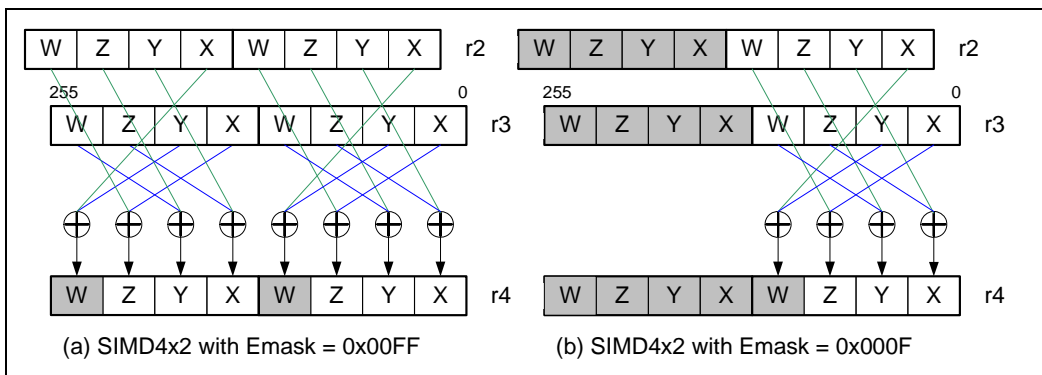 W Z Y X W Z Y X r2
W Z Y X W Z Y X r2
255 0
255 0
W Z Y X W Z Y X r3
W Z Y X W Z Y X r3
W Z Y X W Z Y X r4
W Z Y X W Z Y X r4
(a) SIMD4x2 with Emask = 0x00FF
(b) SIMD4x2 with Emask = 0x000F